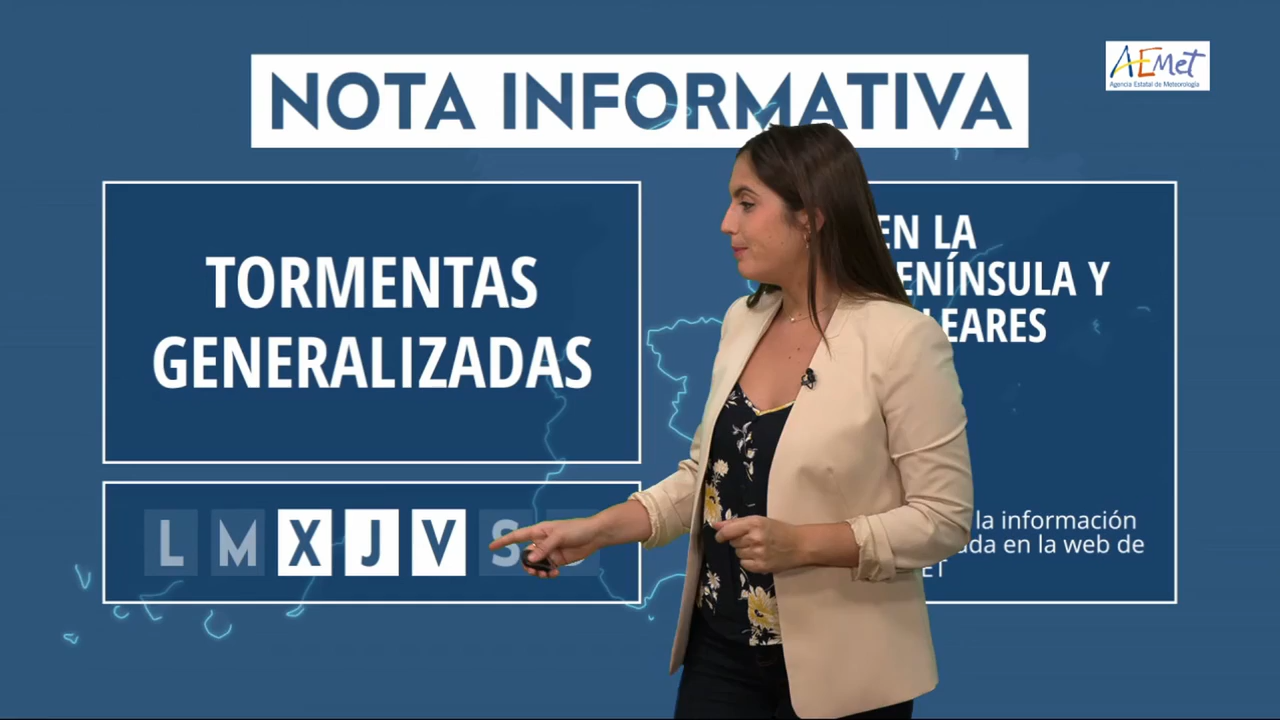 NOTA INFORMATIVA
AEMet
Agencia Estatal de Meteorología
TORMENTAS
GENERALIZADAS
L M X J V S
EN LA
ENÍNSULA Y
LEARES
la información
en la web de